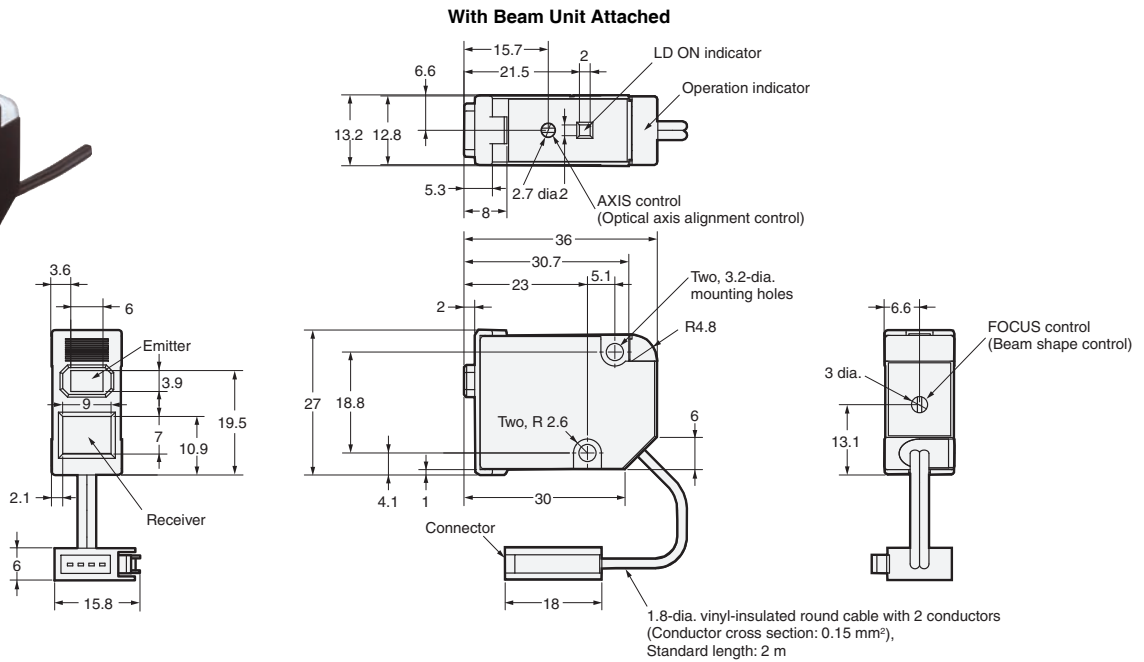 With Beam Unit Attached
15.7
2
LD ON indicator
6.6
21.5
Operation indicator
13.2 12.8
5.3
2.7 dia.
2
AXIS control
8
(Optical axis alignment control)
36
30.7
3.6
5.1
23
Two, 3.2-dia.
mounting holes
6
2
6.6
R4.8
FOCUS control
(Beam shape control)
Emitter
3.9
3 dia.
9
27
18.8
19.5
Two, R 2.6
6
7
10.9
13.1
2.1
4.1
1
30
Receiver
Connector
6
15.8
18
1.8-dia. vinyl-insulated round cable with 2 conductors
(Conductor cross section: 0.15 mm²),
Standard length: 2 m